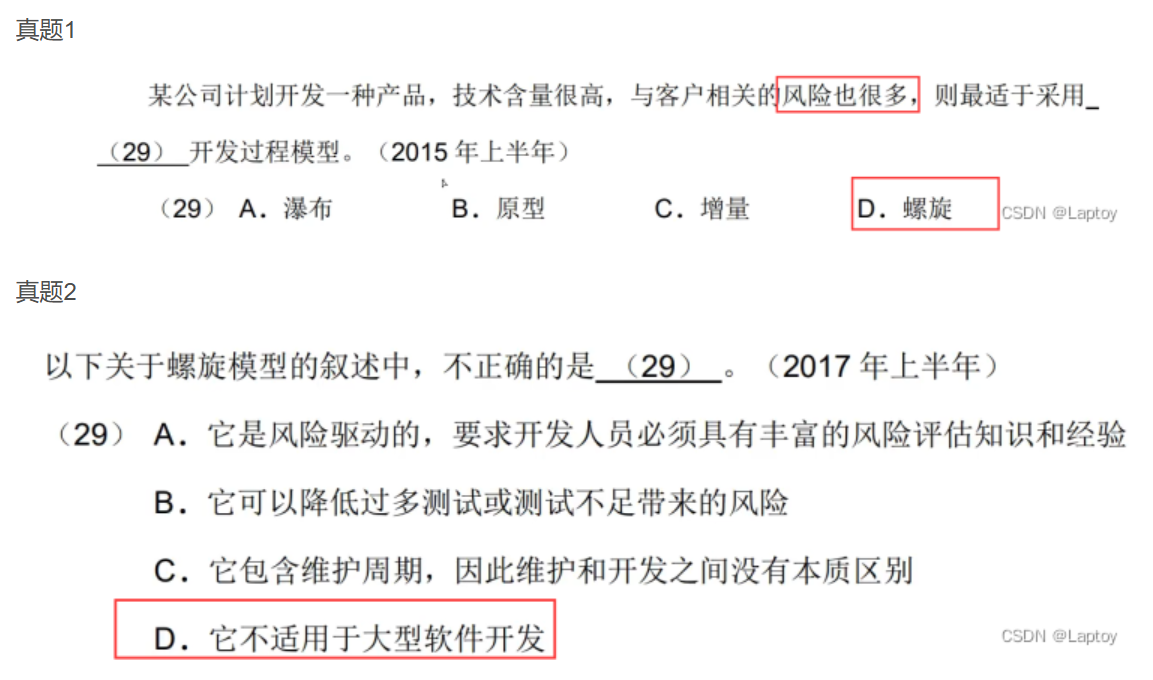 真题1
某公司计划开发一种产品，技术含量很高，与客户相关的风险也很多，则最适于采用_
（29）开发过程模型。（2015 年上半年）
（29） A．瀑布 B．原型 C．增量 D．螺旋
CSDN @Laptoy
真题2
以下关于螺旋模型的叙述中，不正确的是（29）。（2017 年上半年）
（29） A．它是风险驱动的，要求开发人员必须具有丰富的风险评估知识和经验
B．它可以降低过多测试或测试不足带来的风险
C．它包含维护周期，因此维护和开发之间没有本质区别
D．它不适用于大型软件开发
CSDN @Laptoy